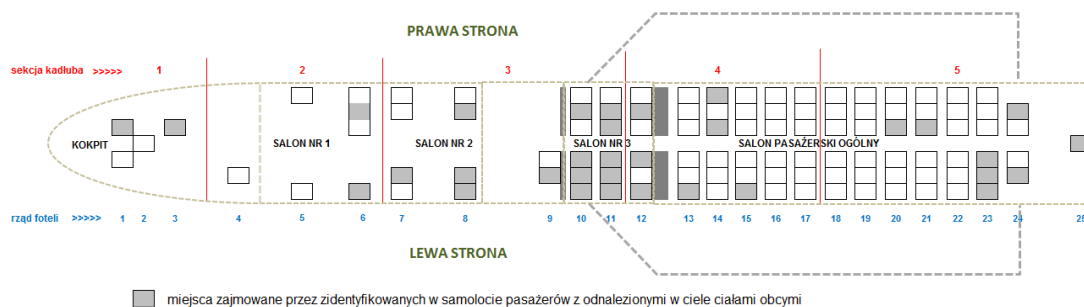 PRAWA STRONA
sekcja kadłuba >>>>> 1 2 3 4 5
KOKPIT SALON NR 1 SALON NR 2 SALON NR 3 SALON PASAŻERSKI OGÓLNY
rząd foteli >>>>> 1 2 3 4 5 6 7 8 9 10 11 12 13 14 15 16 17 18 19 20 21 22 23 24 25
LEWA STRONA
miejsca zajmowane przez zidentyfikowanych w samolocie pasażerów z odnalezionymi w ciele ciałami obcymi